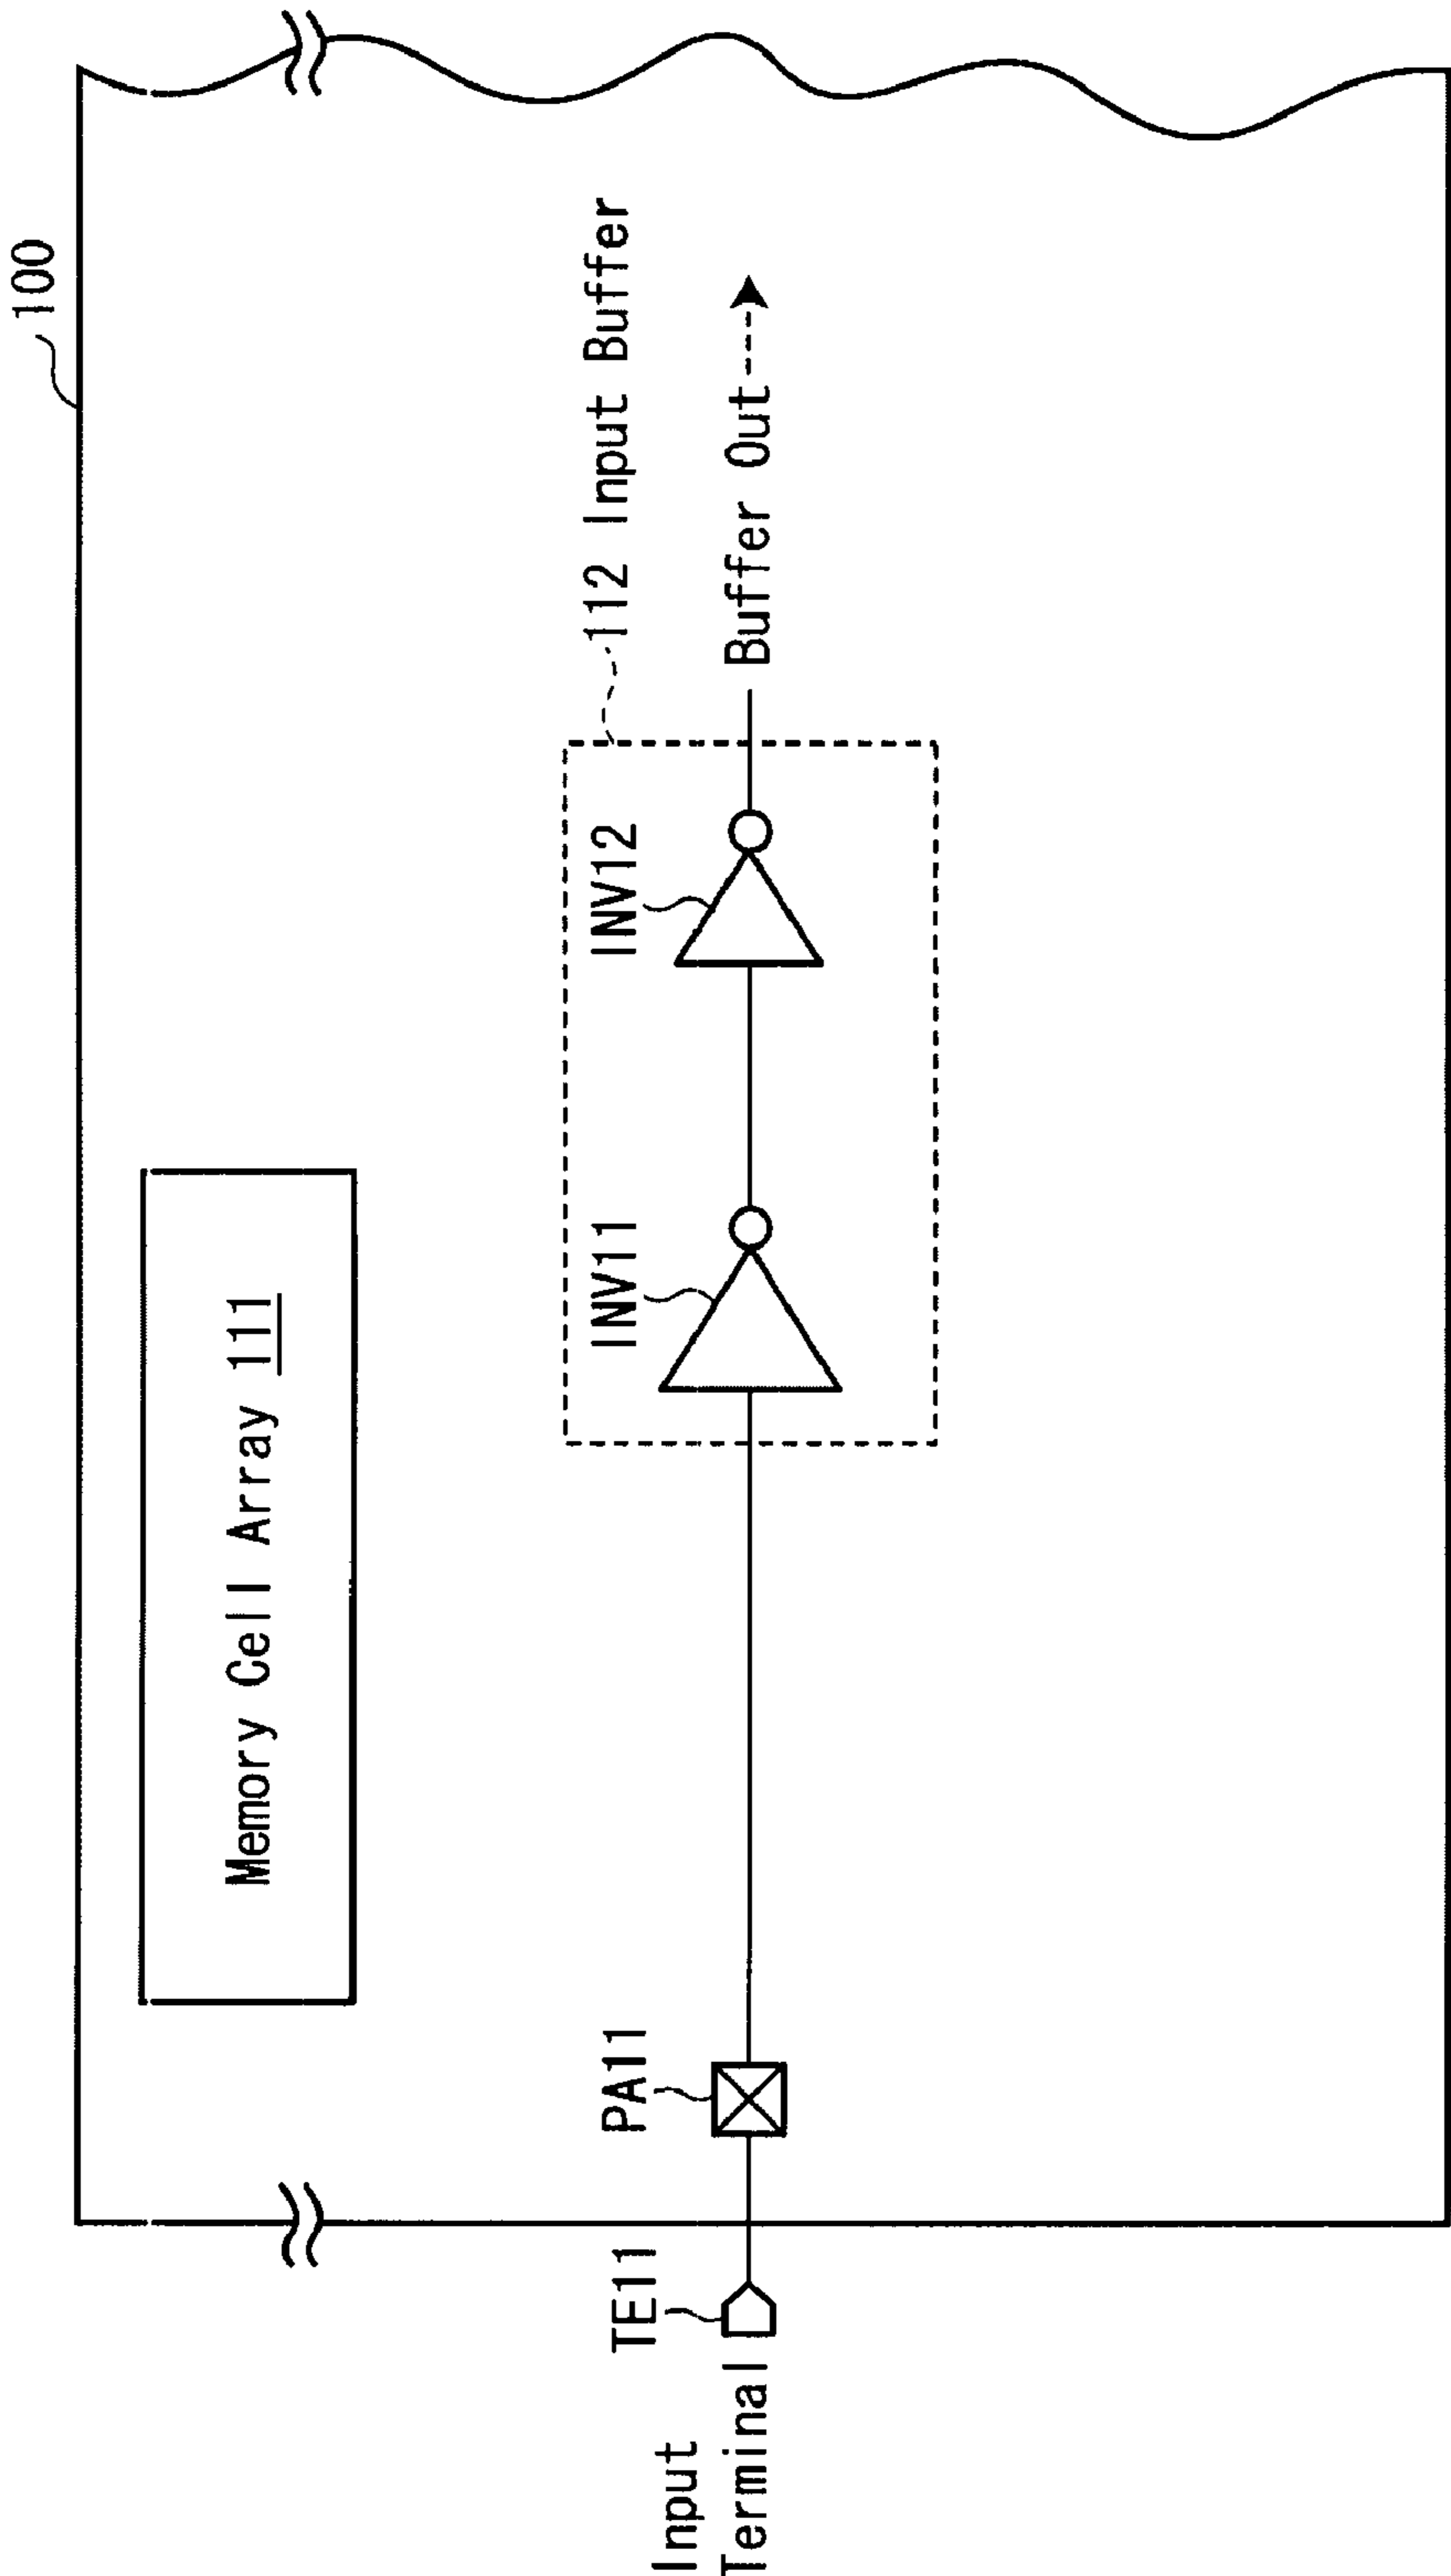 100
Memory Cell Array 111
112 Input Buffer
INV11
INV12
Buffer Out
PA11
TE11
Input
Terminal